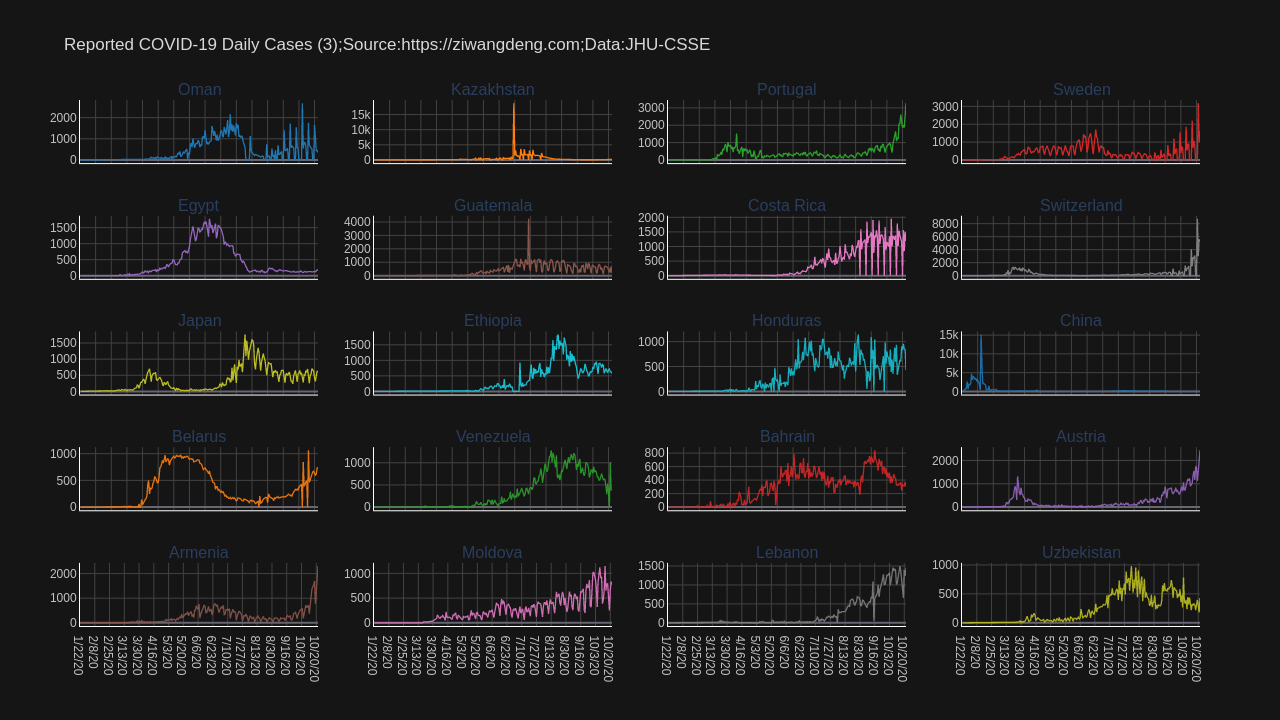 Reported COVID-19 Daily Cases (3);Source:https://ziwangdeng.com;Data:JHU-CSSE
Oman Kazakhstan Portugal Sweden
2000 1000 0 15k 10k 5k 0 3000 2000 1000 0 3000 2000 1000 0
Egypt Guatemala Costa Rica Switzerland
1500 1000 500 0 4000 3000 2000 1000 0 2000 1500 1000 500 0 8000 6000 4000 2000 0
Japan Ethiopia Honduras China
1500 1000 500 0 1500 1000 500 0 1000 500 0 15k 10k 5k 0
Belarus Venezuela Bahrain Austria
1000 500 0 1000 500 0 800 600 400 200 0 2000 1000 0
Armenia Moldova Lebanon Uzbekistan
2000 1000 0 1000 500 0 1500 1000 500 0 1000 500 0
1/22/20 2/8/20 2/25/20 3/13/20 3/30/20 4/16/20 5/3/20 5/20/20 6/6/20 6/23/20 7/10/20 7/27/20 8/13/20 8/30/20 9/16/20 10/3/20 10/20/20
1/22/20 2/8/20 2/25/20 3/13/20 3/30/20 4/16/20 5/3/20 5/20/20 6/6/20 6/23/20 7/10/20 7/27/20 8/13/20 8/30/20 9/16/20 10/3/20 10/20/20
1/22/20 2/8/20 2/25/20 3/13/20 3/30/20 4/16/20 5/3/20 5/20/20 6/6/20 6/23/20 7/10/20 7/27/20 8/13/20 8/30/20 9/16/20 10/3/20 10/20/20
1/22/20 2/8/20 2/25/20 3/13/20 3/30/20 4/16/20 5/3/20 5/20/20 6/6/20 6/23/20 7/10/20 7/27/20 8/13/20 8/30/20 9/16/20 10/3/20 10/20/20